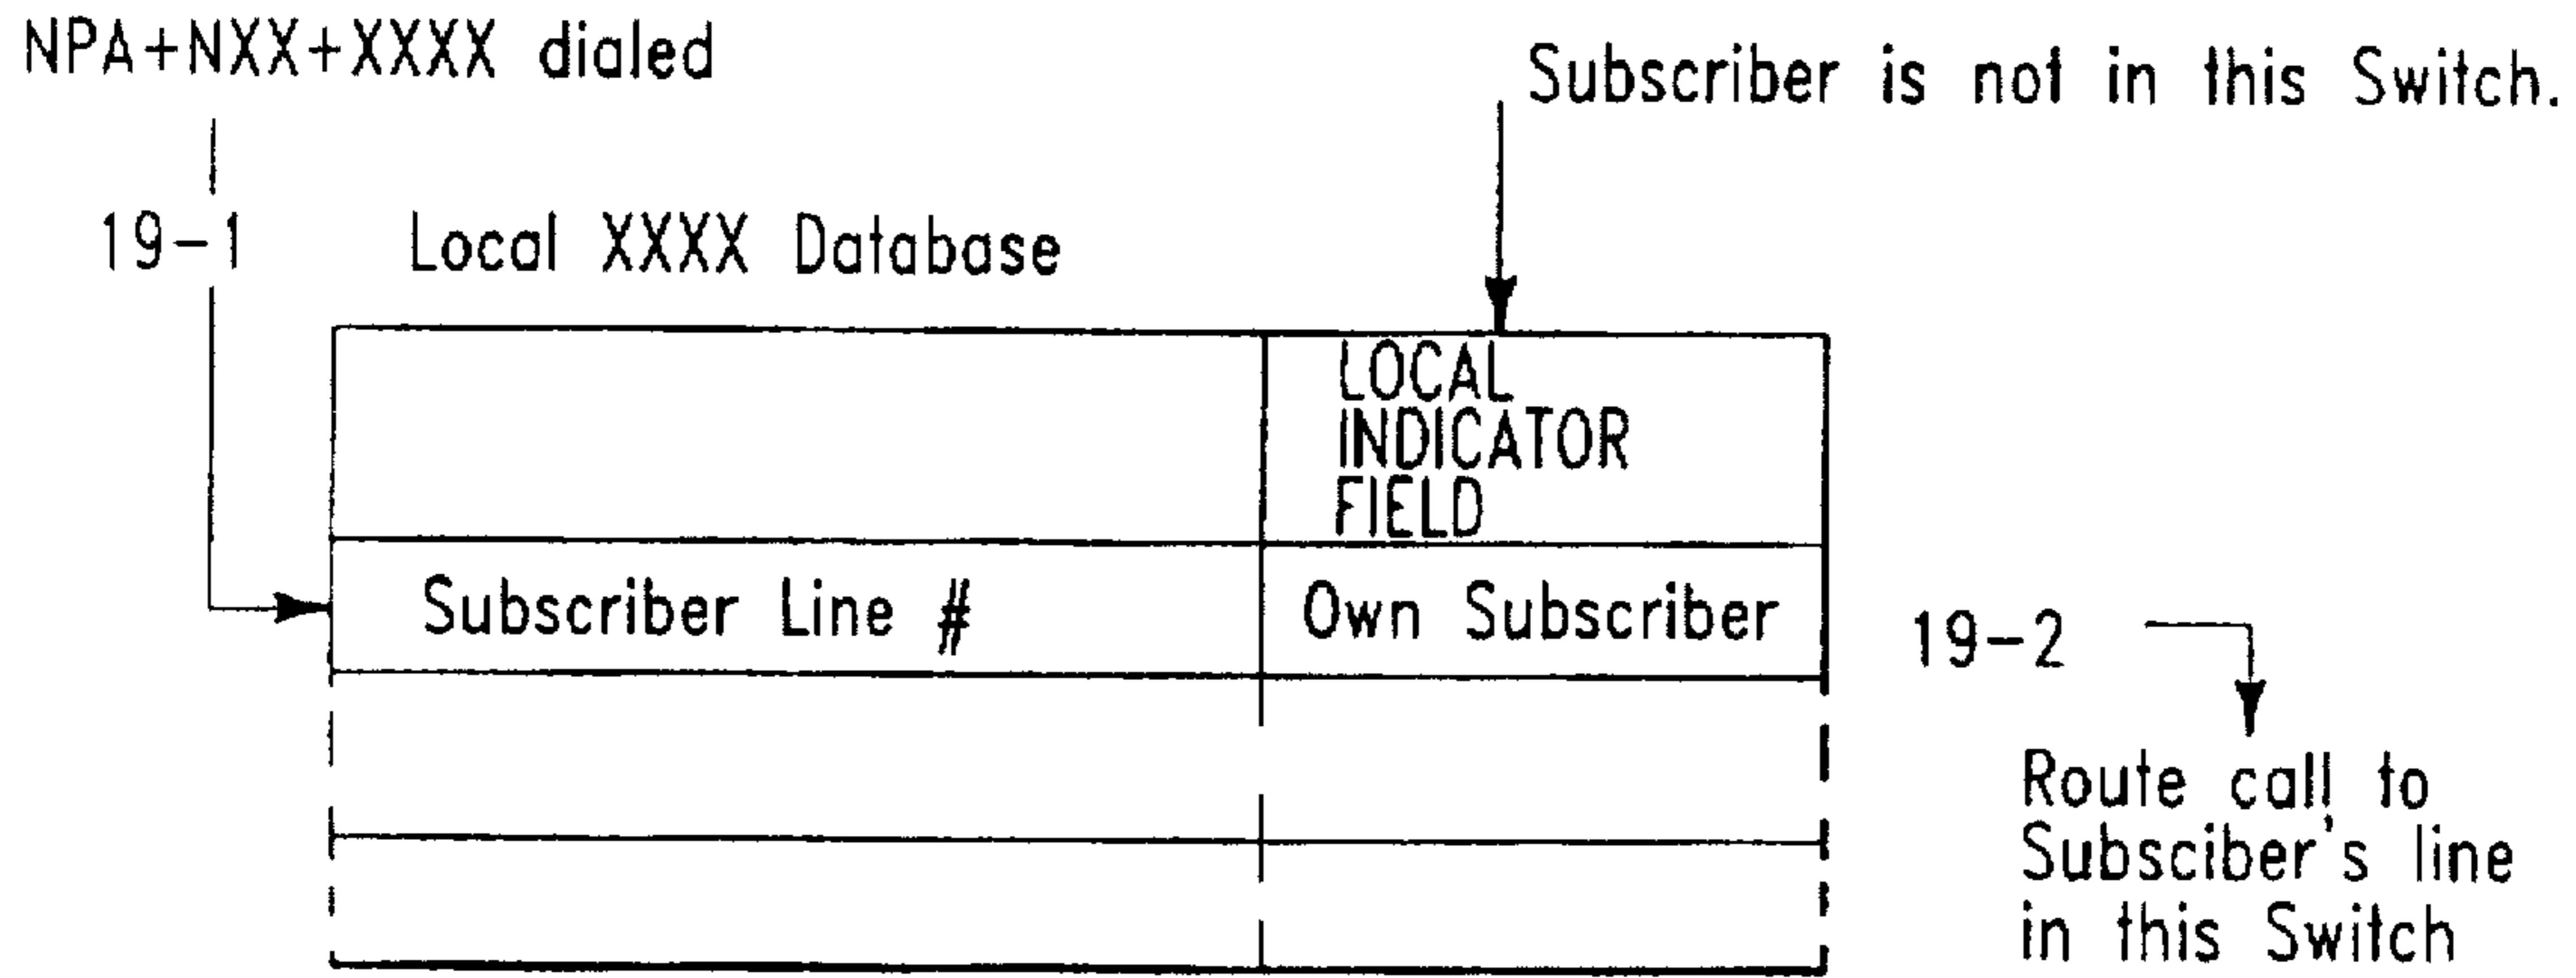 NPA+NXX+XXXX dialed
Subscriber is not in this Switch.
19-1
Local XXXX Database
LOCAL
INDICATOR
FIELD
Subscriber Line #
Own Subscriber
19-2
Route call to
Subsciber's line
in this Switch